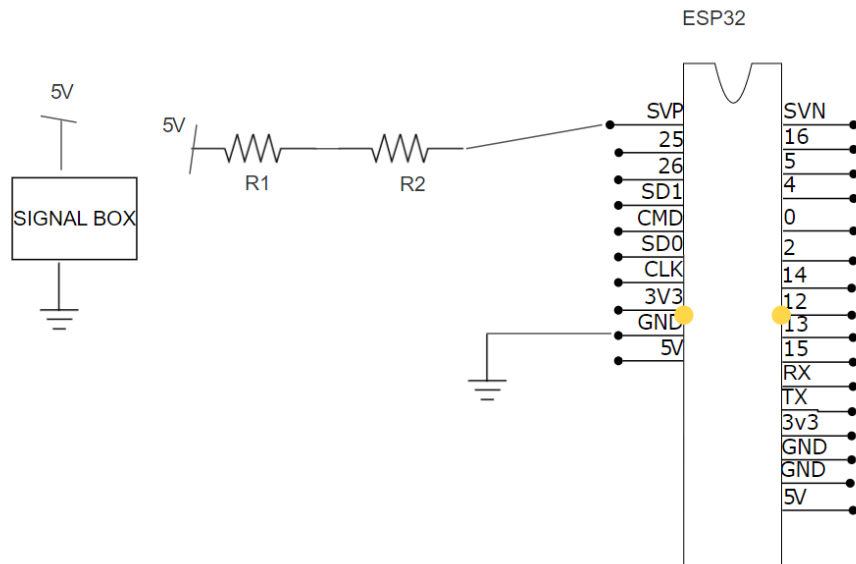 ESP32
5V
SIGNAL BOX
5V
R1
R2
SVP
25
26
SD1
CMD
SD0
CLK
3V3
GND
5V
SVN
16
5
4
0
2
14
12
13
15
RX
TX
3v3
GND
GND
5V